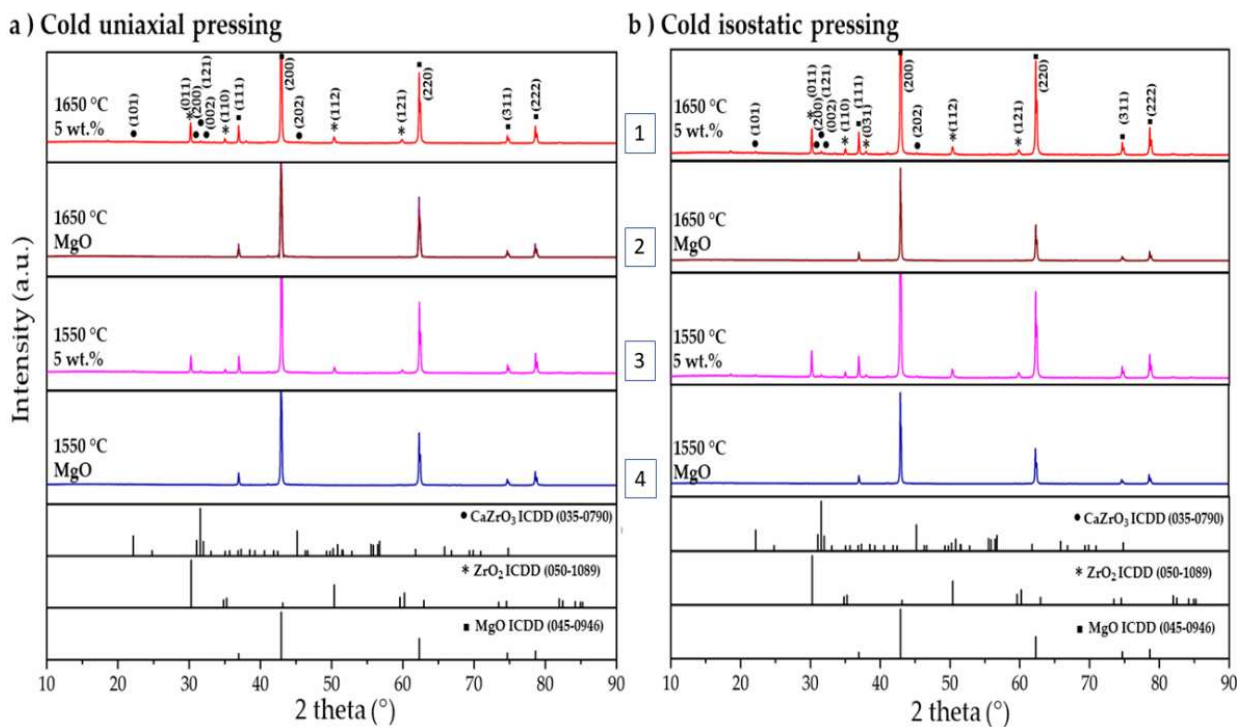 a ) Cold uniaxial pressing
b ) Cold isostatic pressing
Intensity (a.u.)
1650 °C
5 wt.%
(101)
(011)
(200)
(121)
(002)
(110)
(111)
(200)
(202)
(112)
(121)
(220)
(311)
(222)
1650 °C
MgO
1550 °C
5 wt.%
1550 °C
MgO
● CaZrO₃ ICDD (035-0790)
* ZrO₂ ICDD (050-1089)
■ MgO ICDD (045-0946)
10 20 30 40 50 60 70 80 90
2 theta (°)
1
2
3
4
1650 °C
5 wt.%
(101)
(011)
(200)
(121)
(002)
(110)
(111)
(031)
(200)
(202)
(112)
(121)
(220)
(311)
(222)
1650 °C
MgO
1550 °C
5 wt.%
1550 °C
MgO
● CaZrO₃ ICDD (035-0790)
* ZrO₂ ICDD (050-1089)
■ MgO ICDD (045-0946)
10 20 30 40 50 60 70 80 90
2 theta (°)